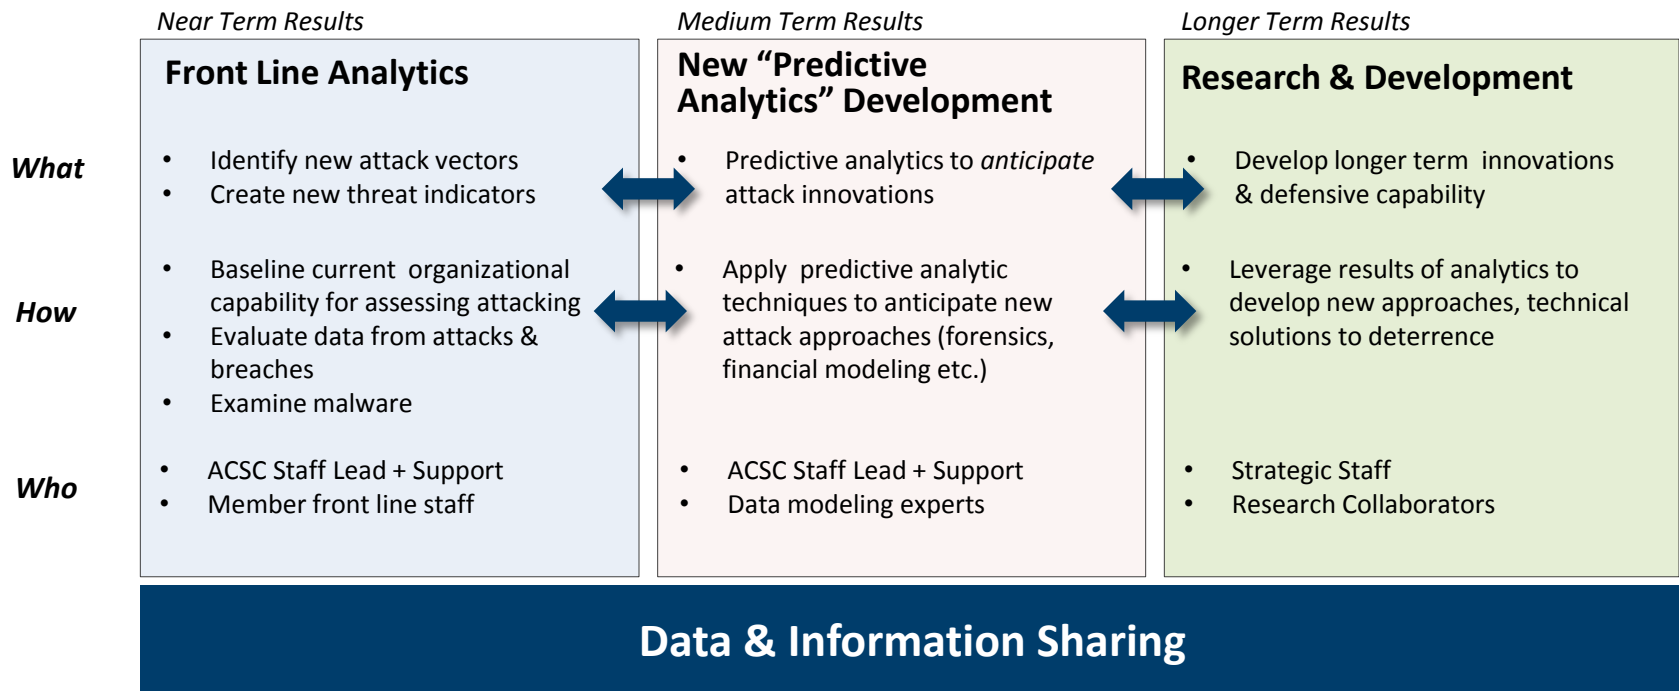 Near Term Results
Medium Term Results
Longer Term Results
Front Line Analytics
New “Predictive
Analytics” Development
Research & Development
What
• Identify new attack vectors
• Create new threat indicators
• Predictive analytics to anticipate
attack innovations
• Develop longer term innovations
& defensive capability
How
• Baseline current organizational
capability for assessing attacking
• Evaluate data from attacks &
breaches
• Examine malware
• Apply predictive analytic
techniques to anticipate new
attack approaches (forensics,
financial modeling etc.)
• Leverage results of analytics to
develop new approaches, technical
solutions to deterrence
Who
• ACSC Staff Lead + Support
• Member front line staff
• ACSC Staff Lead + Support
• Data modeling experts
• Strategic Staff
• Research Collaborators
Data & Information Sharing